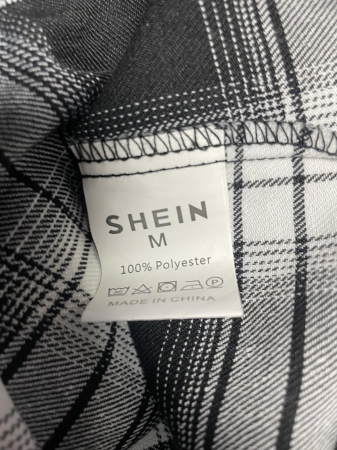 SHEIN
M
100% Polyester
MADE IN CHINA